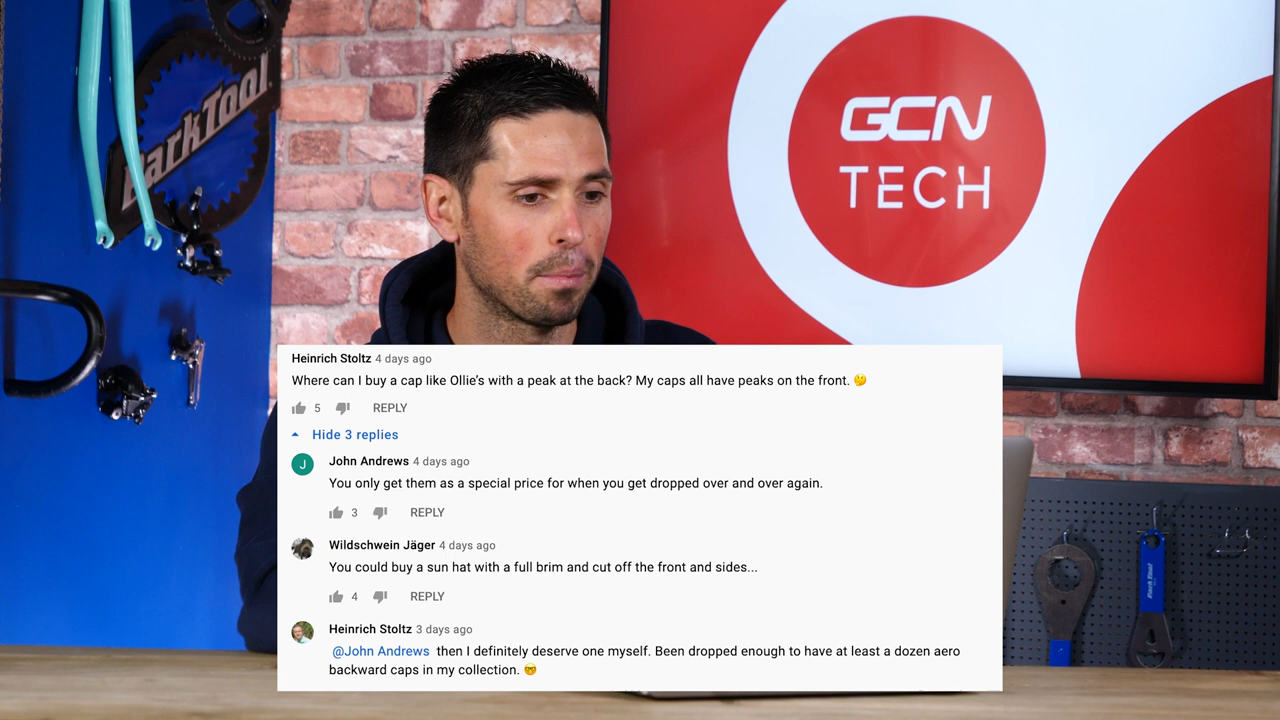 ParkTool
GCN
TECH
Heinrich Stoltz 4 days ago
Where can I buy a cap like Ollie's with a peak at the back? My caps all have peaks on the front. 🤔
5 REPLY
Hide 3 replies
J
John Andrews 4 days ago
You only get them as a special price for when you get dropped over and over again.
3 REPLY
Wildschwein Jäger 4 days ago
You could buy a sun hat with a full brim and cut off the front and sides...
4 REPLY
Heinrich Stoltz 3 days ago
@John Andrews then I definitely deserve one myself. Been dropped enough to have at least a dozen aero
backward caps in my collection. 🤓
Park Tool